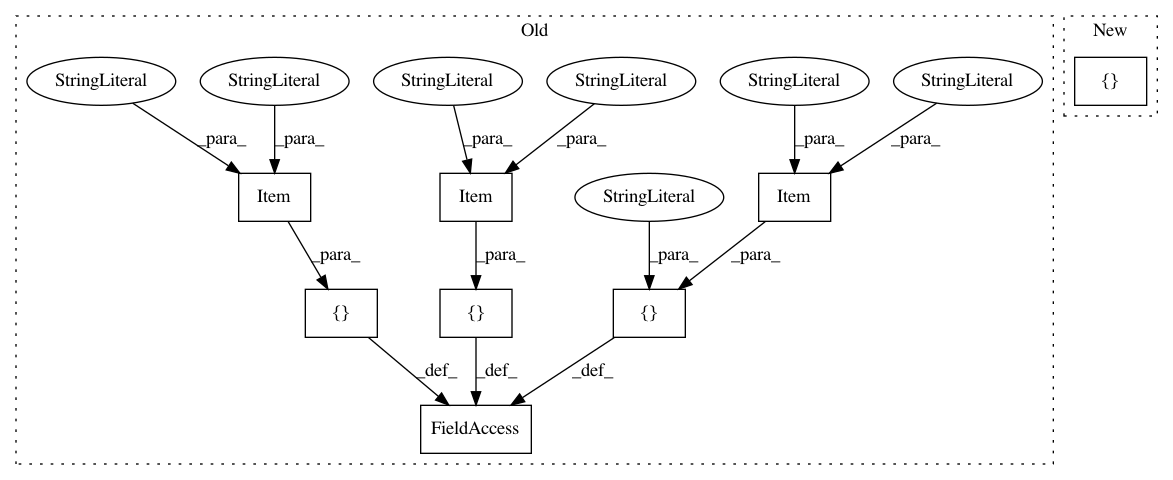 Old
New
StringLiteral
StringLiteral
StringLiteral
StringLiteral
StringLiteral
StringLiteral
{}
_para_
_para_
_para_
_para_
_para_
_para_
Item
Item
StringLiteral
Item
_para_
_para_
_para_
_para_
{}
{}
{}
_def_
_def_
_def_
FieldAccess